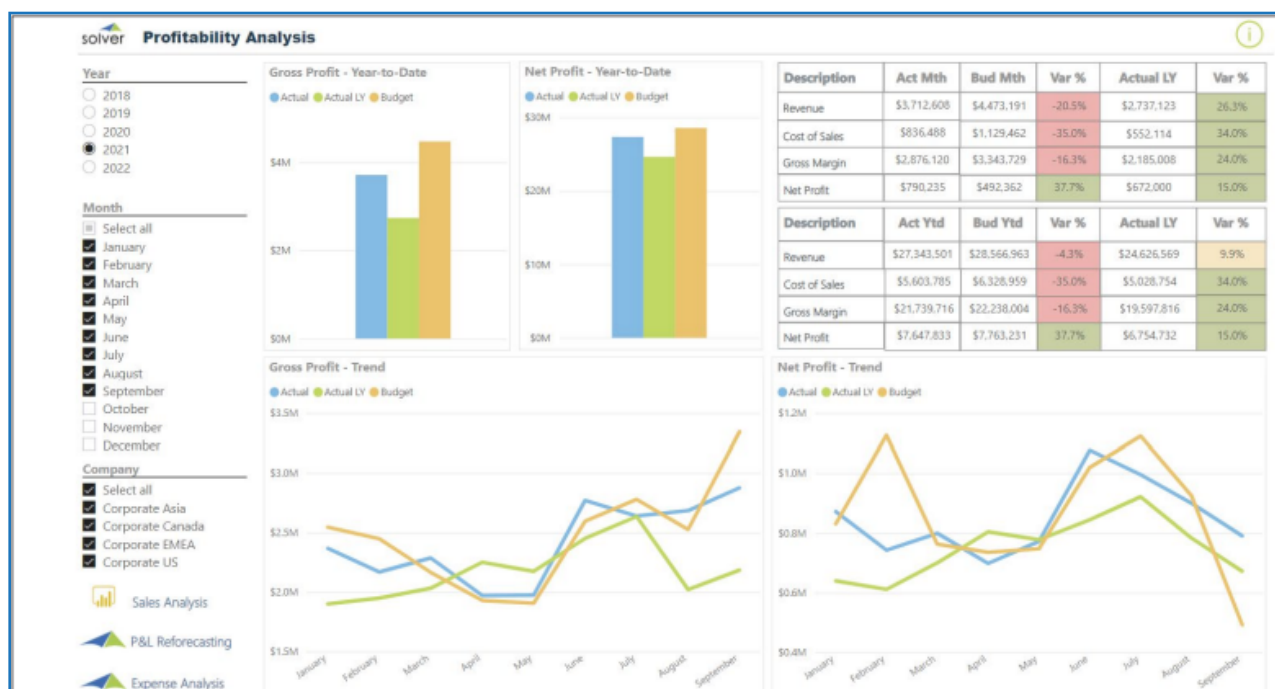 solver Profitability Analysis
i
Year
2018
2019
2020
2021
2022
Month
Select all
January
February
March
April
May
June
July
August
September
October
November
December
Company
Select all
Corporate Asia
Corporate Canada
Corporate EMEA
Corporate US
Sales Analysis
P&L Reforecasting
Expense Analysis
Gross Profit - Year-to-Date
Actual Actual LY Budget
$4M
$2M
$0M
Net Profit - Year-to-Date
Actual Actual LY Budget
$30M
$20M
$10M
$0M
Description Act Mth Bud Mth Var % Actual LY Var %
Revenue $3,712,608 $4,473,191 -20.5% $2,737,123 26.3%
Cost of Sales $836,488 $1,129,462 -35.0% $552,114 34.0%
Gross Margin $2,876,120 $3,343,729 -16.3% $2,185,008 24.0%
Net Profit $790,235 $492,362 37.7% $672,000 15.0%
Description Act Ytd Bud Ytd Var % Actual LY Var %
Revenue $27,343,501 $28,566,963 -4.3% $24,626,569 9.9%
Cost of Sales $5,603,785 $6,328,959 -35.0% $5,028,754 34.0%
Gross Margin $21,739,716 $22,238,004 -16.3% $19,597,816 24.0%
Net Profit $7,647,833 $7,763,231 37.7% $6,754,732 15.0%
Gross Profit - Trend
Actual Actual LY Budget
$3.5M
$3.0M
$2.5M
$2.0M
$1.5M
January February March April May June July August September
Net Profit - Trend
Actual Actual LY Budget
$1.2M
$1.0M
$0.8M
$0.6M
$0.4M
January February March April May June July August September